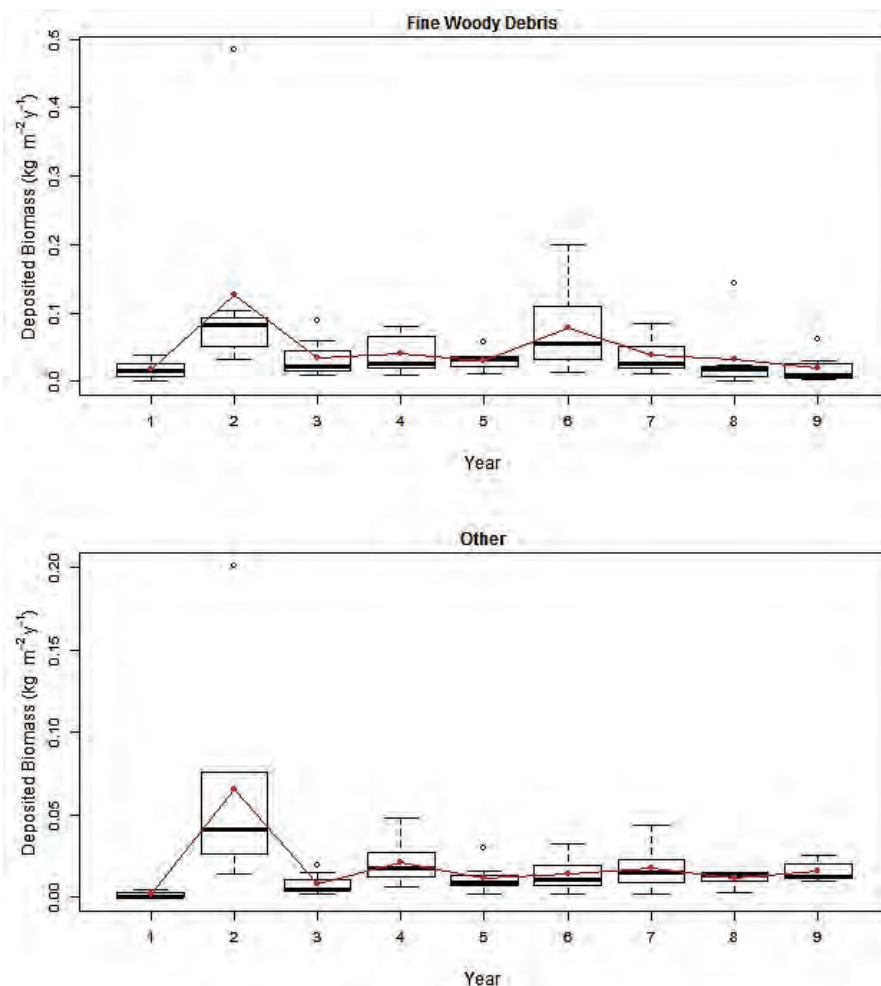 Fine Woody Debris
Deposited Biomass (kg m⁻² y⁻¹)
0.5
0.4
0.3
0.2
0.1
0.0
1 2 3 4 5 6 7 8 9
Year
Other
Deposited Biomass (kg m⁻² y⁻¹)
0.20
0.15
0.10
0.05
0.00
1 2 3 4 5 6 7 8 9
Year